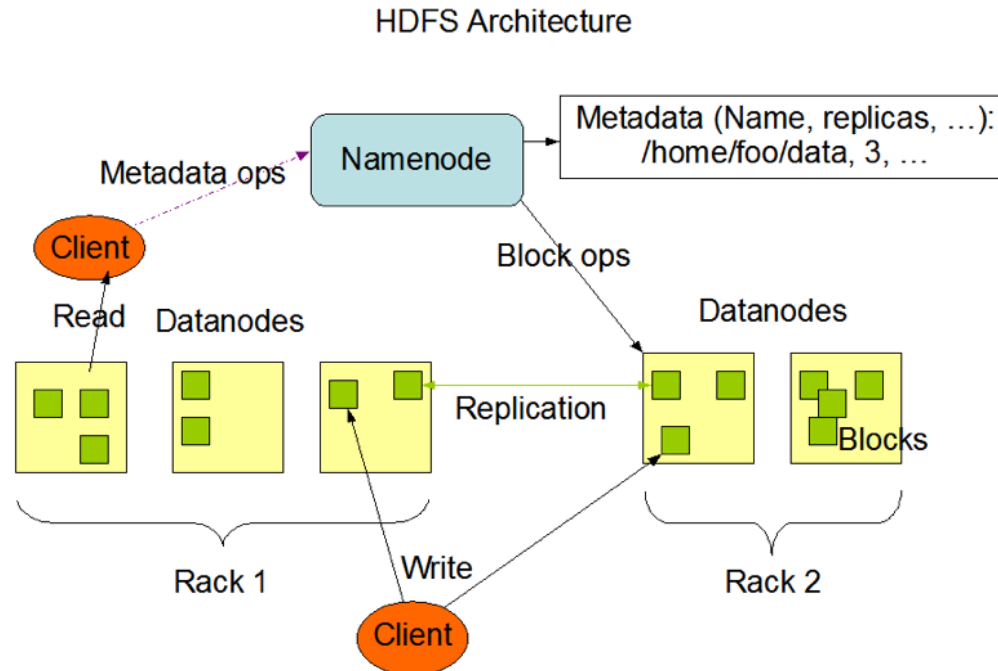 HDFS Architecture
Metadata (Name, replicas, …):
/home/foo/data, 3, …
Namenode
Metadata ops
Client
Block ops
Read
Datanodes
Datanodes
Replication
Blocks
Rack 1
Write
Rack 2
Client